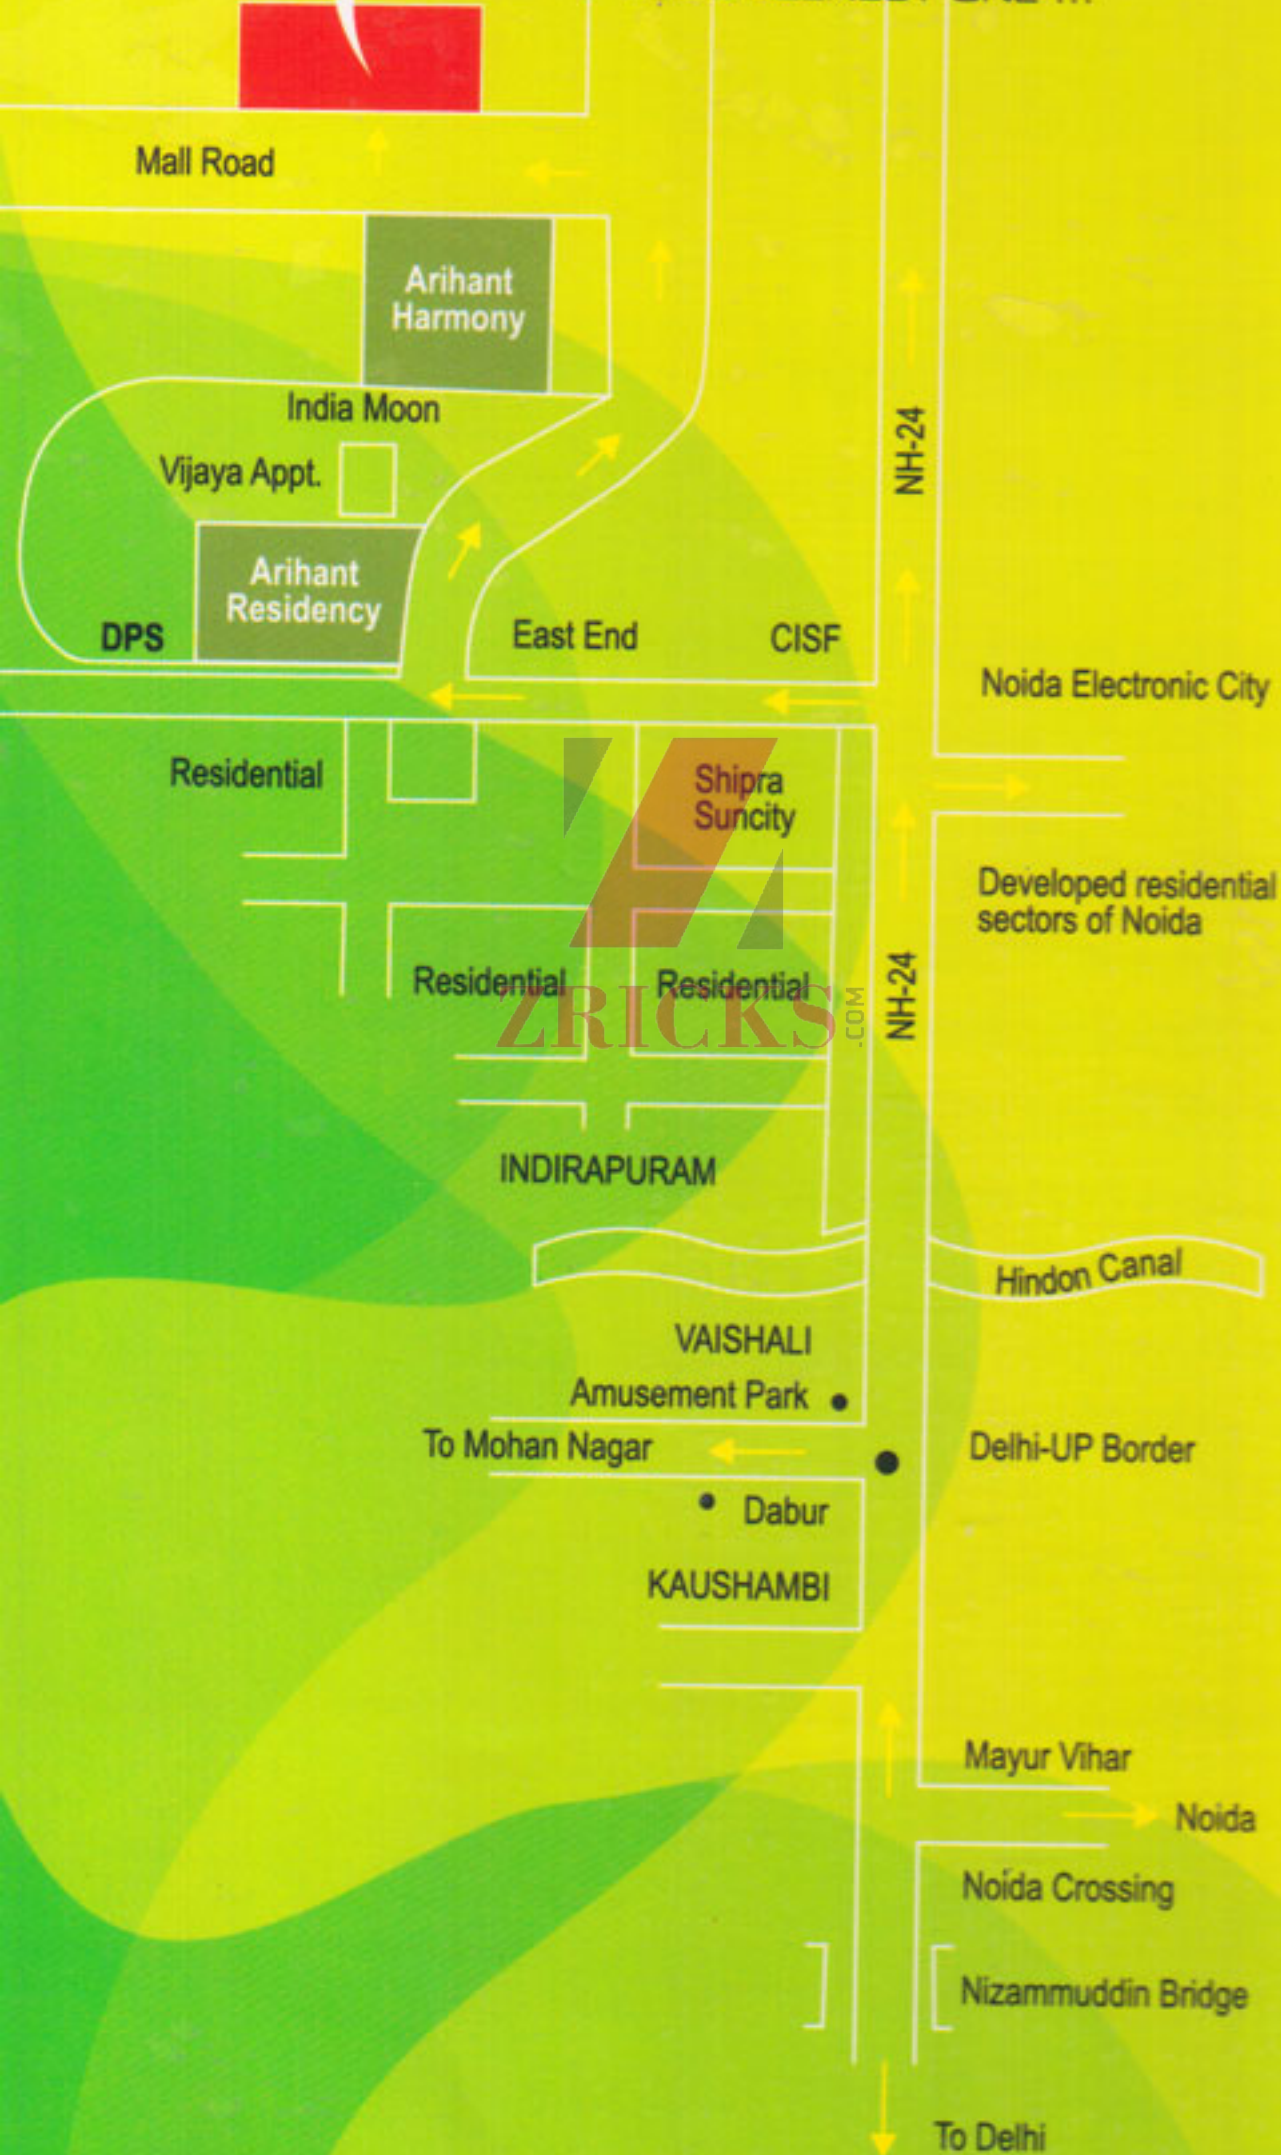 Mall Road
Arihant
Harmony
India Moon
Vijaya Appt.
NH-24
Arihant
Residency
DPS
East End
CISF
Noida Electronic City
Residential
Shipra
Suncity
Developed residential
sectors of Noida
Residential
Residential
NH-24
ZRICKS
.COM
INDIRAPURAM
Hindon Canal
VAISHALI
Amusement Park
To Mohan Nagar
Delhi-UP Border
Dabur
KAUSHAMBI
Mayur Vihar
Noida
Noida Crossing
Nizammuddin Bridge
To Delhi